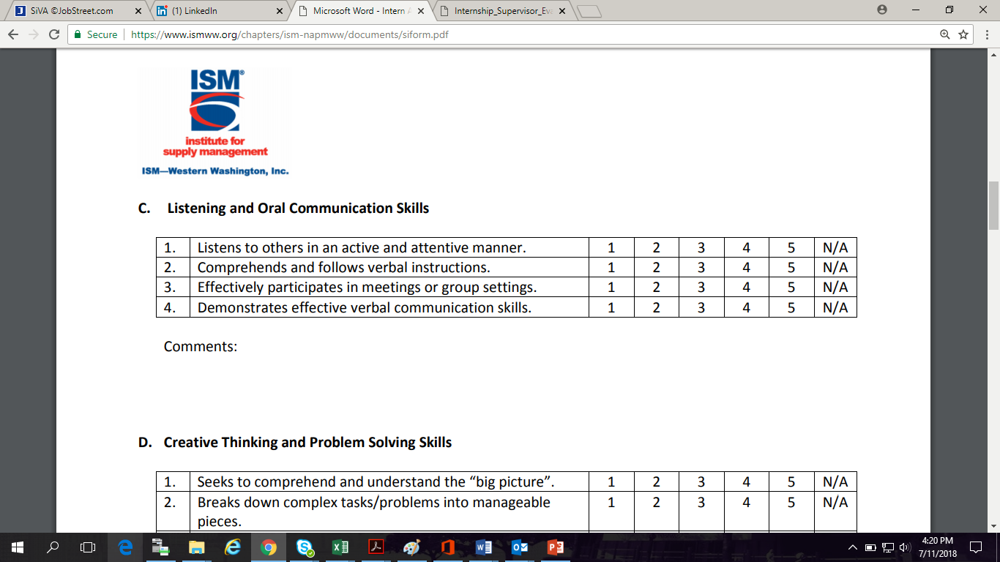 SiVA ©JobStreet.com
(1) LinkedIn
Microsoft Word - Intern A
Internship_Supervisor_Eva
Secure
https://www.ismww.org/chapters/ism-napmww/documents/siform.pdf
ISM®
institute for
supply management
ISM—Western Washington, Inc.
C. Listening and Oral Communication Skills
1. Listens to others in an active and attentive manner. 1 2 3 4 5 N/A
2. Comprehends and follows verbal instructions. 1 2 3 4 5 N/A
3. Effectively participates in meetings or group settings. 1 2 3 4 5 N/A
4. Demonstrates effective verbal communication skills. 1 2 3 4 5 N/A
Comments:
D. Creative Thinking and Problem Solving Skills
1. Seeks to comprehend and understand the “big picture”. 1 2 3 4 5 N/A
2. Breaks down complex tasks/problems into manageable 1 2 3 4 5 N/A
pieces.
4:20 PM
7/11/2018